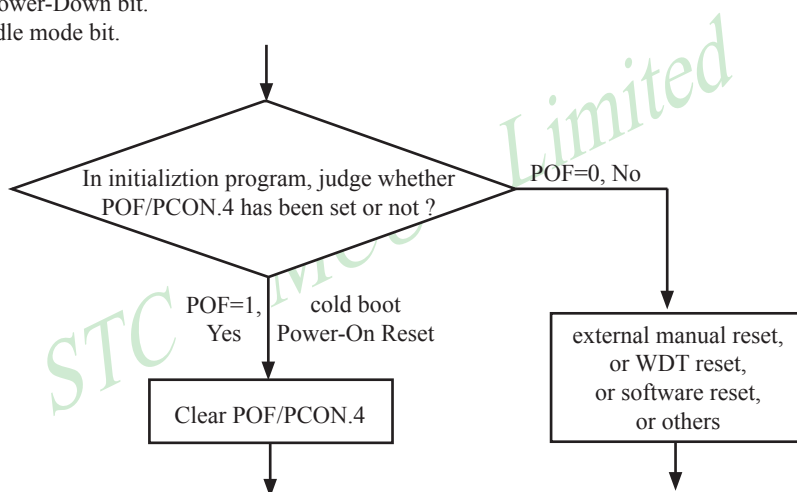 ower-Down bit.
dle mode bit.
STC MCU Limited
In initializtion program, judge whether
POF/PCON.4 has been set or not ?
POF=0, No
POF=1,
Yes
cold boot
Power-On Reset
Clear POF/PCON.4
external manual reset,
or WDT reset,
or software reset,
or others